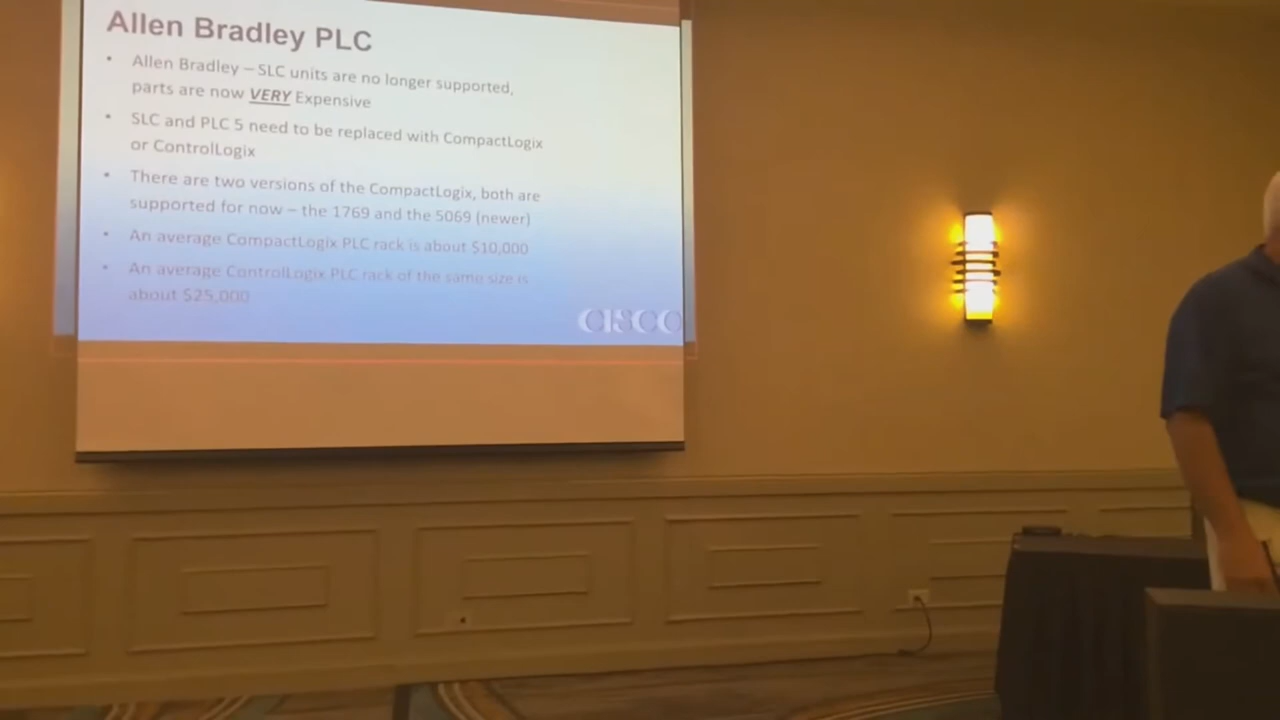 Allen Bradley PLC
• Allen Bradley – SLC units are no longer supported,
parts are now VERY Expensive
• SLC and PLC 5 need to be replaced with CompactLogix
or ControlLogix
• There are two versions of the CompactLogix, both are
supported for now – the 1769 and the 5069 (newer)
• An average CompactLogix PLC rack is about $10,000
• An average ControlLogix PLC rack of the same size is
about $25,000
CISCO